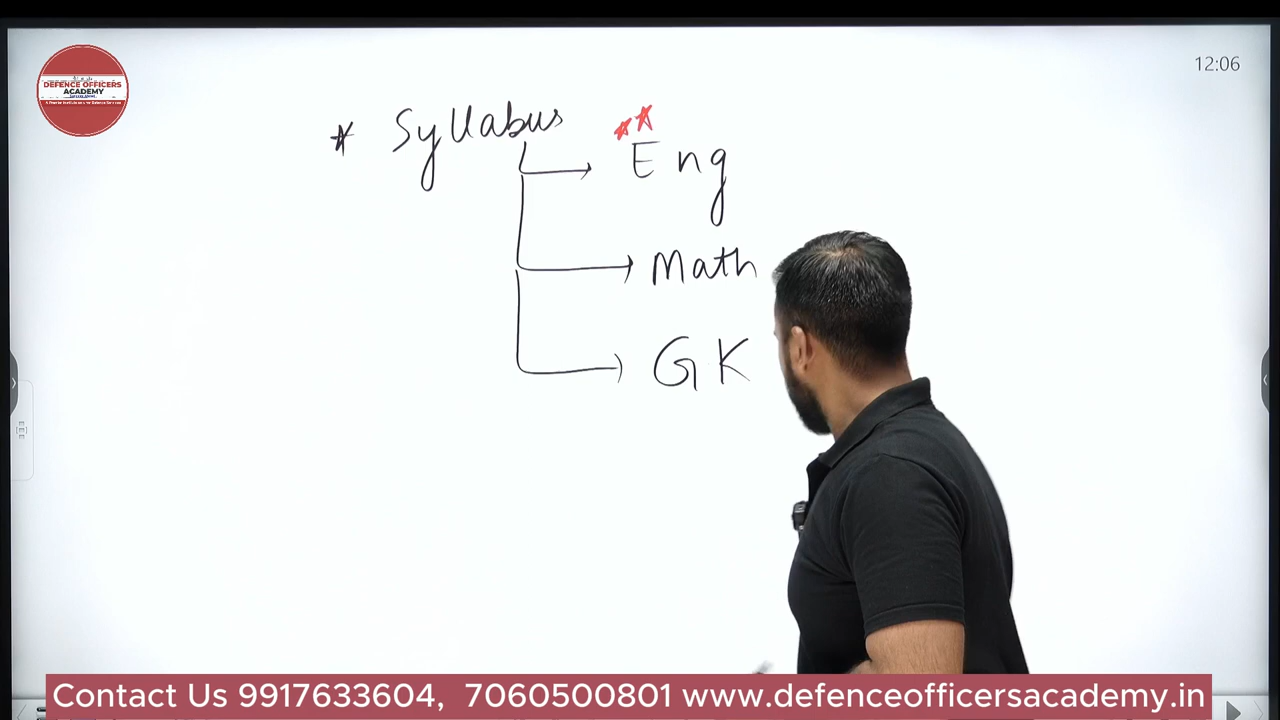 DEFENCE OFFICERS
ACADEMY
12:06
* Syllabus
** Eng
Math
GK
Contact Us 9917633604, 7060500801 www.defenceofficersacademy.in